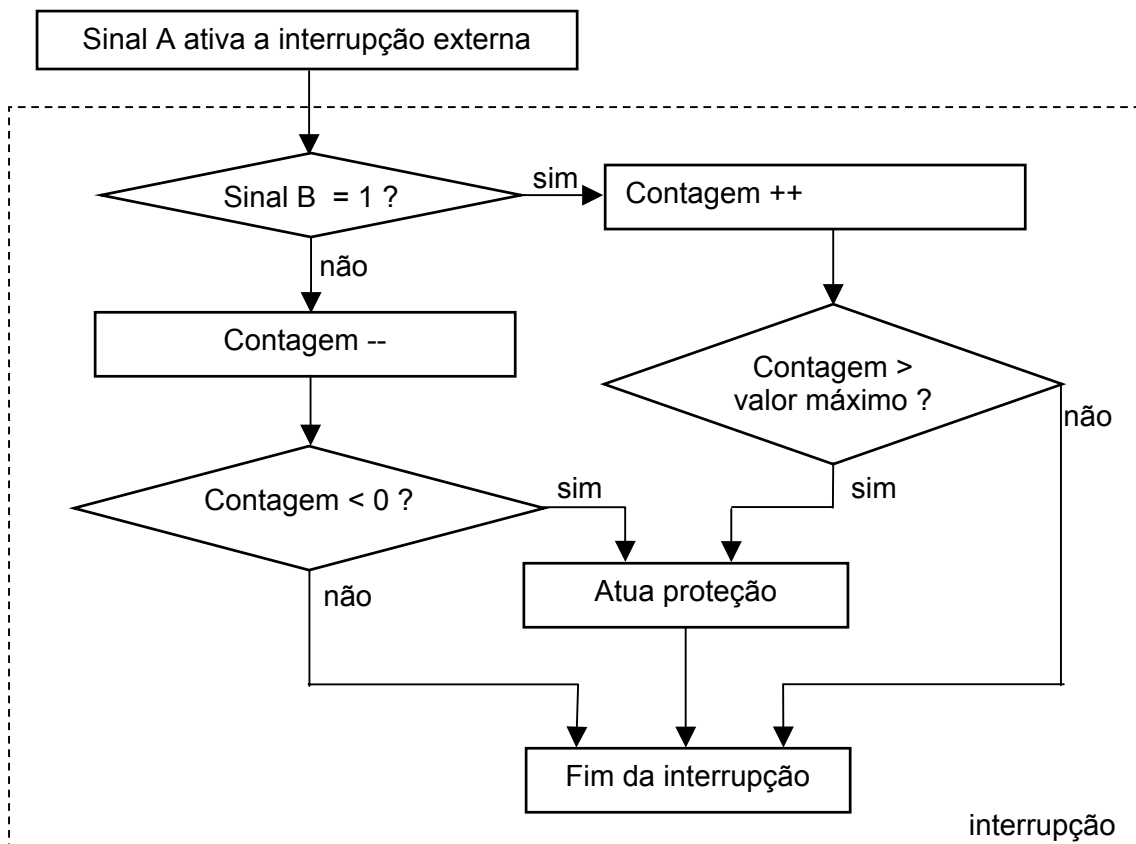 Sinal A ativa a interrupção externa
Sinal B = 1 ?
sim
Contagem ++
não
Contagem --
Contagem >
valor máximo ?
não
Contagem < 0 ?
sim
sim
não
Atua proteção
Fim da interrupção
interrupção